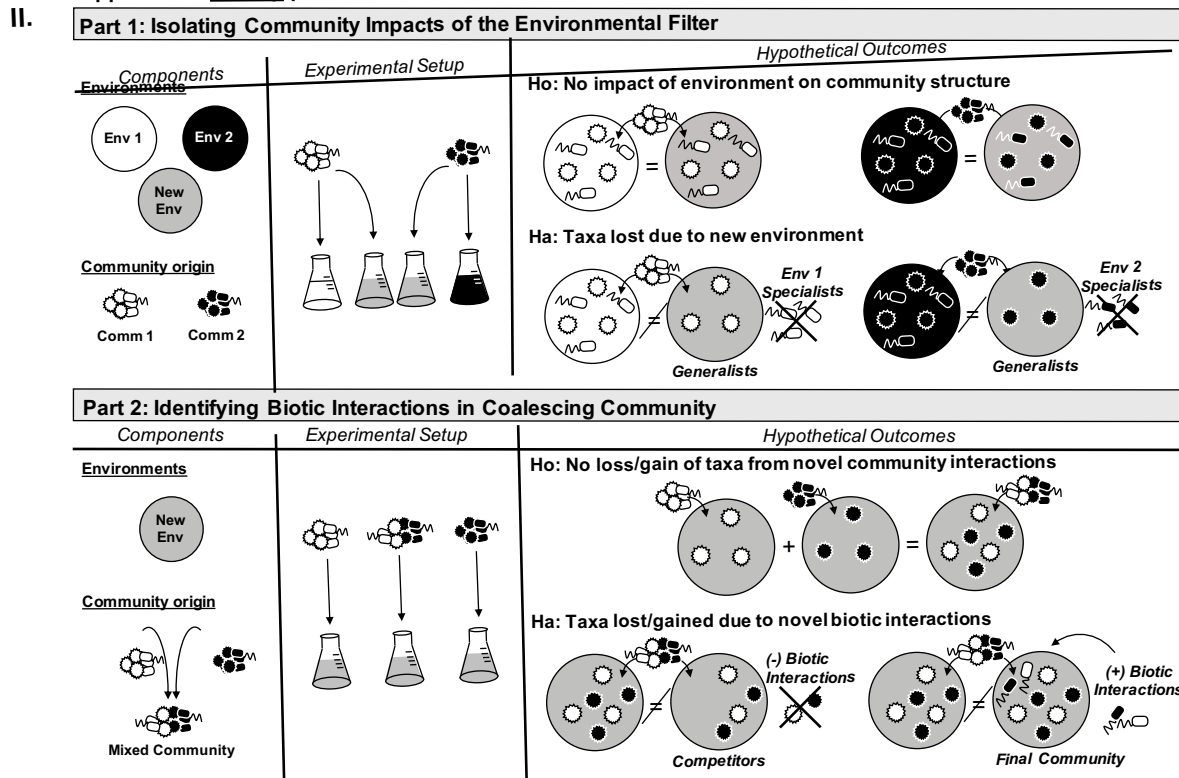 II.
Part 1: Isolating Community Impacts of the Environmental Filter
Components
Experimental Setup
Hypothetical Outcomes
Environments
Env 1
Env 2
New
Env
Community origin
Comm 1
Comm 2
Ho: No impact of environment on community structure
=
=
Ha: Taxa lost due to new environment
Env 1
Specialists
Env 2
Specialists
=
=
Generalists
Generalists
Part 2: Identifying Biotic Interactions in Coalescing Community
Components
Experimental Setup
Hypothetical Outcomes
Environments
New
Env
Community origin
Mixed Community
Ho: No loss/gain of taxa from novel community interactions
+
=
Ha: Taxa lost/gained due to novel biotic interactions
(-) Biotic
Interactions
(+) Biotic
Interactions
=
=
Competitors
Final Community